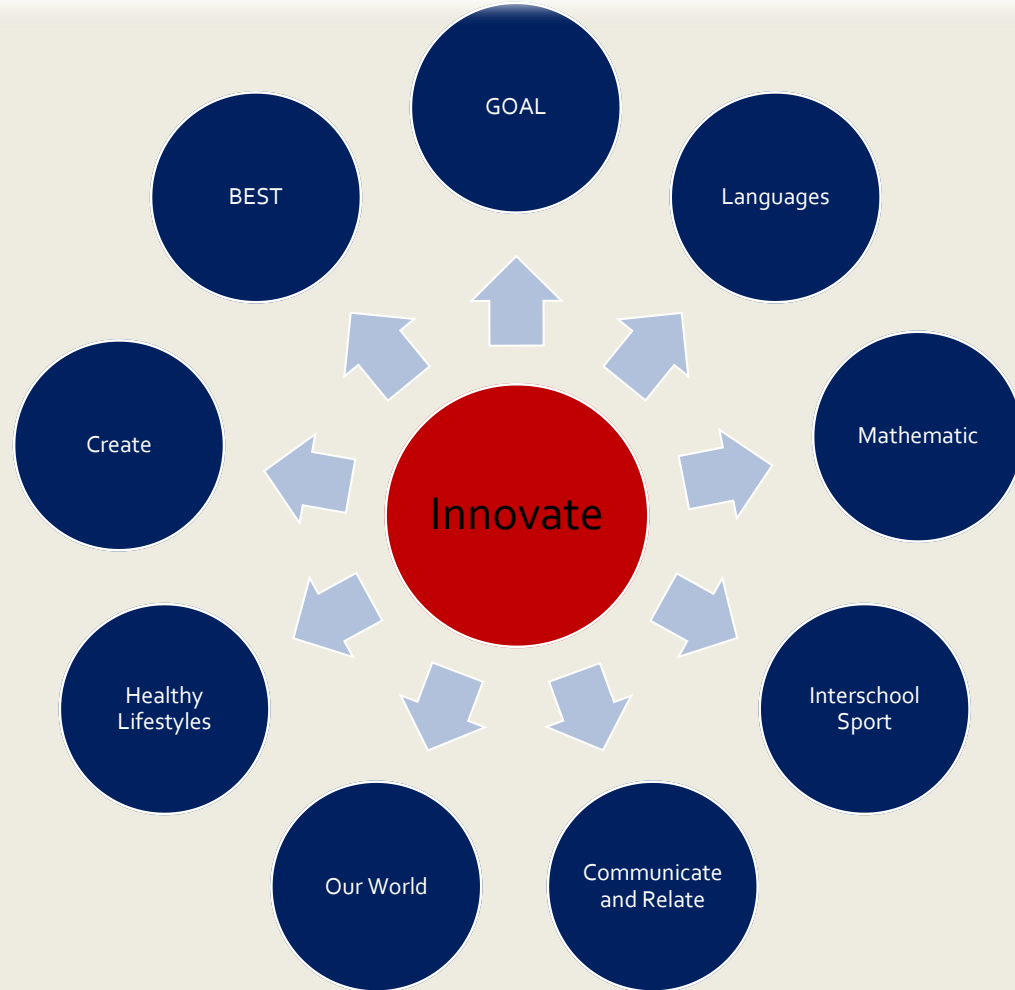 GOAL
BEST
Languages
Create
Mathematic
Innovate
Healthy
Lifestyles
Interschool
Sport
Our World
Communicate
and Relate